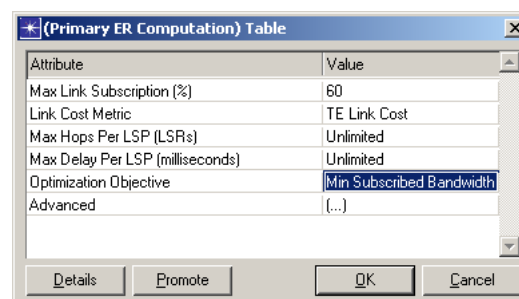 (Primary ER Computation) Table
Attribute Value
Max Link Subscription (%) 60
Link Cost Metric TE Link Cost
Max Hops Per LSP (LSRs) Unlimited
Max Delay Per LSP (milliseconds) Unlimited
Optimization Objective Min Subscribed Bandwidth
Advanced (...)
Details Promote OK Cancel